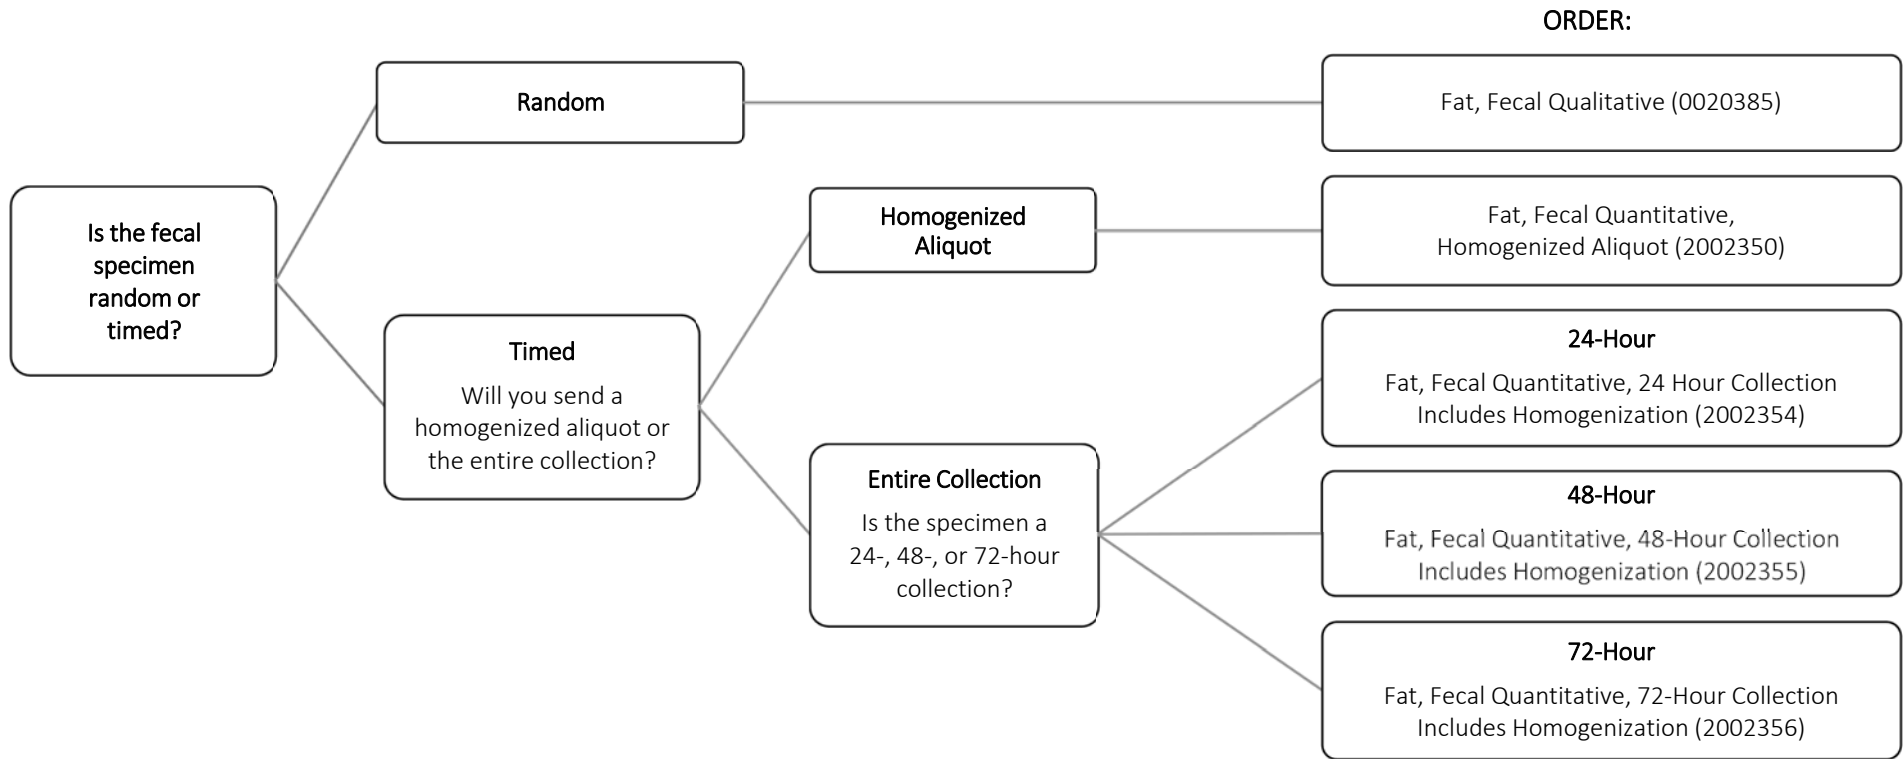 ORDER:
Random
Fat, Fecal Qualitative (0020385)
Is the fecal
specimen
random or
timed?
Homogenized
Aliquot
Fat, Fecal Quantitative,
Homogenized Aliquot (2002350)
Timed
Will you send a
homogenized aliquot or
the entire collection?
Entire Collection
Is the specimen a
24-, 48-, or 72-hour
collection?
24-Hour
Fat, Fecal Quantitative, 24 Hour Collection
Includes Homogenization (2002354)
48-Hour
Fat, Fecal Quantitative, 48-Hour Collection
Includes Homogenization (2002355)
72-Hour
Fat, Fecal Quantitative, 72-Hour Collection
Includes Homogenization (2002356)